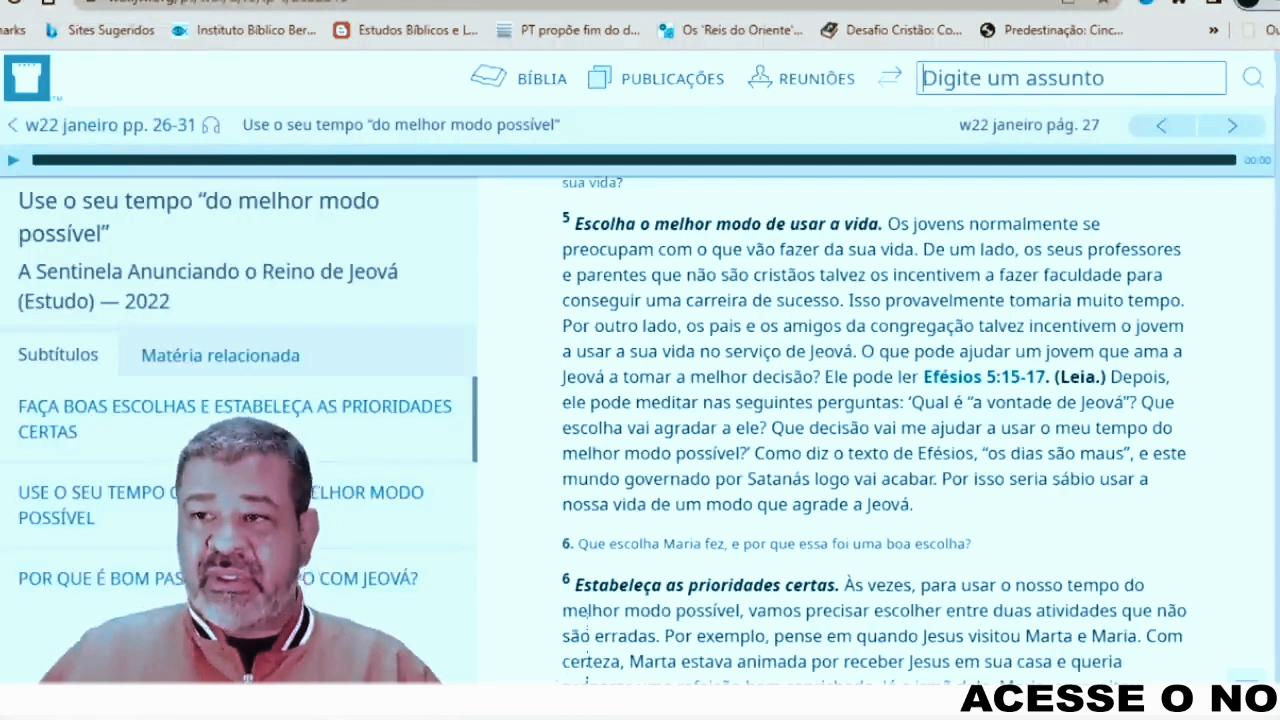 arks
Sites Sugeridos
Instituto Bíblico Ber...
Estudos Bíblicos e L...
PT propõe fim do d...
Os 'Reis do Oriente'...
Desafio Cristão: Co...
Predestinação: Cinc...
»
Ou
BÍBLIA
PUBLICAÇÕES
REUNIÕES
Digite um assunto
w22 janeiro pp. 26-31
Use o seu tempo “do melhor modo possível”
w22 janeiro pág. 27
00:00
Use o seu tempo “do melhor modo
possível”
A Sentinela Anunciando o Reino de Jeová
(Estudo) — 2022
Subtítulos
Matéria relacionada
FAÇA BOAS ESCOLHAS E ESTABELEÇA AS PRIORIDADES
CERTAS
USE O SEU TEMPO LHOR MODO
POSSÍVEL
POR QUE É BOM PAS O COM JEOVÁ?
sua vida?
5 Escolha o melhor modo de usar a vida. Os jovens normalmente se
preocupam com o que vão fazer da sua vida. De um lado, os seus professores
e parentes que não são cristãos talvez os incentivem a fazer faculdade para
conseguir uma carreira de sucesso. Isso provavelmente tomaria muito tempo.
Por outro lado, os pais e os amigos da congregação talvez incentivem o jovem
a usar a sua vida no serviço de Jeová. O que pode ajudar um jovem que ama a
Jeová a tomar a melhor decisão? Ele pode ler Efésios 5:15-17. (Leia.) Depois,
ele pode meditar nas seguintes perguntas: ‘Qual é “a vontade de Jeová”? Que
escolha vai agradar a ele? Que decisão vai me ajudar a usar o meu tempo do
melhor modo possível?’ Como diz o texto de Efésios, “os dias são maus”, e este
mundo governado por Satanás logo vai acabar. Por isso seria sábio usar a
nossa vida de um modo que agrade a Jeová.
6. Que escolha Maria fez, e por que essa foi uma boa escolha?
6 Estabeleça as prioridades certas. Às vezes, para usar o nosso tempo do
melhor modo possível, vamos precisar escolher entre duas atividades que não
são erradas. Por exemplo, pense em quando Jesus visitou Marta e Maria. Com
certeza, Marta estava animada por receber Jesus em sua casa e queria
ACESSE O NO